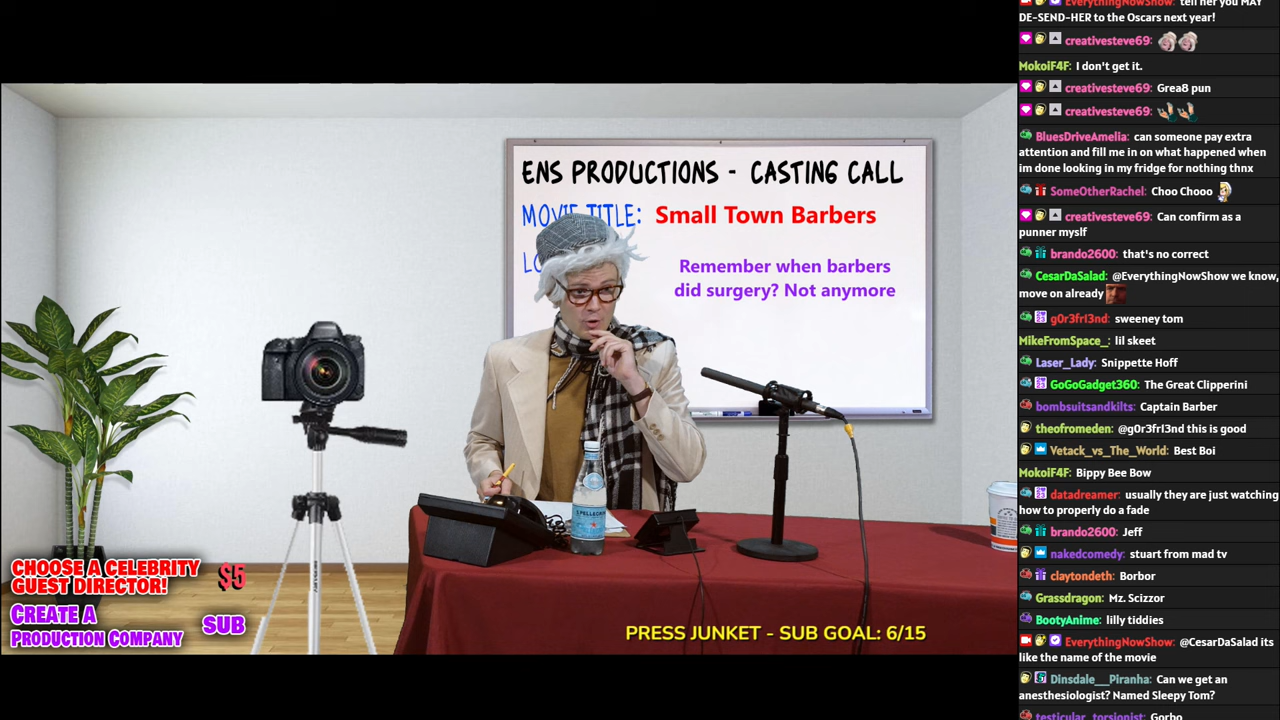 ENS PRODUCTIONS - CASTING CALL
MOVIE TITLE: Small Town Barbers
Remember when barbers
did surgery? Not anymore
S.PELLEGRINO
CHOOSE A CELEBRITY
GUEST DIRECTOR!
$5
CREATE A
PRODUCTION COMPANY
SUB
PRESS JUNKET - SUB GOAL: 6/15
EverythingNowShow: tell her you MAY
DE-SEND-HER to the Oscars next year!
creativesteve69:
MokoiF4F: I don't get it.
creativesteve69: Grea8 pun
creativesteve69:
BluesDriveAmelia: can someone pay extra
attention and fill me in on what happened when
im done looking in my fridge for nothing thnx
SomeOtherRachel: Choo Chooo
creativesteve69: Can confirm as a
punner myslf
brando2600: that's no correct
CesarDaSalad: @EverythingNowShow we know,
move on already
g0r3frI3nd: sweeney tom
MikeFromSpace_: lil skeet
Laser_Lady: Snippette Hoff
GoGoGadget360: The Great Clipperini
bombsuitsandkilts: Captain Barber
theofromeden: @g0r3frI3nd this is good
Vetack_vs_The_World: Best Boi
MokoiF4F: Bippy Bee Bow
datadreamer: usually they are just watching
how to properly do a fade
brando2600: Jeff
nakedcomedy: stuart from mad tv
claytondeth: Borbor
Grassdragon: Mz. Scizzor
BootyAnime: lilly tiddies
EverythingNowShow: @CesarDaSalad its
like the name of the movie
Dinsdale__Piranha: Can we get an
anesthesiologist? Named Sleepy Tom?
testicular_torsionist: Gorbo